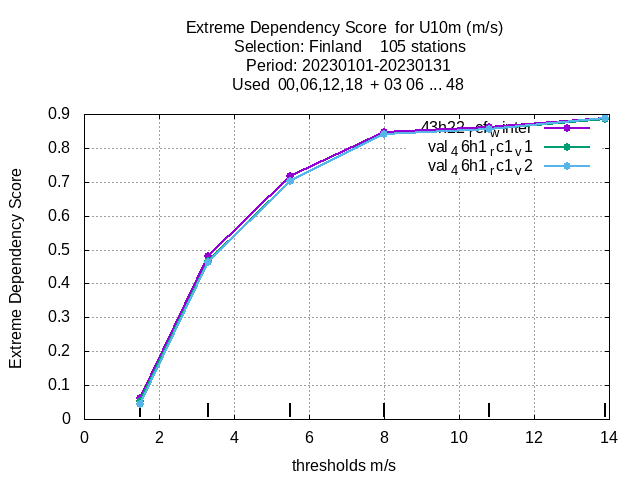 Extreme Dependency Score  for U10m (m/s)
Selection: Finland    105 stations
Period: 20230101-20230131
Used  00,06,12,18  + 03 06 ... 48
Extreme Dependency Score
0.9
0.8
0.7
0.6
0.5
0.4
0.3
0.2
0.1
0
43h22refwinter
val46h1rc1v1
val46h1rc1v2
0 2 4 6 8 10 12 14
thresholds m/s